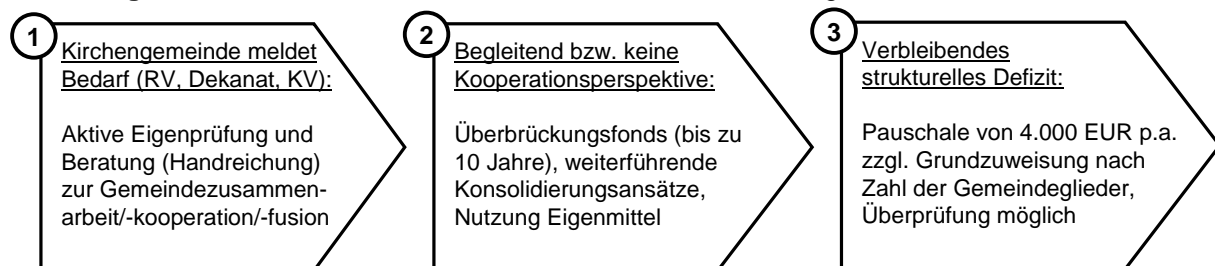 1
Kirchengemeinde meldet
Bedarf (RV, Dekanat, KV):
Aktive Eigenprüfung und
Beratung (Handreichung)
zur Gemeindezusammen-
arbeit/-kooperation/-fusion
2
Begleitend bzw. keine
Kooperationsperspektive:
Überbrückungsfonds (bis zu
10 Jahre), weiterführende
Konsolidierungsansätze,
Nutzung Eigenmittel
3
Verbleibendes
strukturelles Defizit:
Pauschale von 4.000 EUR p.a.
zzgl. Grundzuweisung nach
Zahl der Gemeindeglieder,
Überprüfung möglich